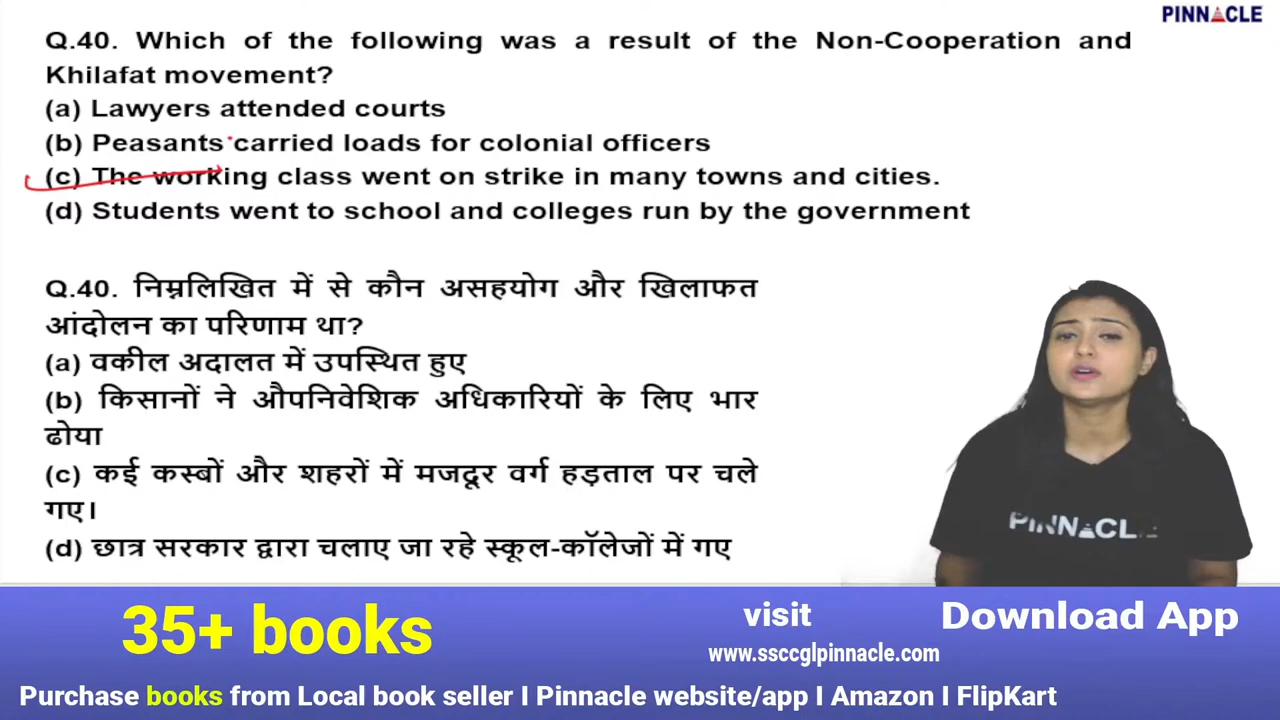 PINNACLE
Q.40. Which of the following was a result of the Non-Cooperation and
Khilafat movement?
(a) Lawyers attended courts
(b) Peasants carried loads for colonial officers
(c) The working class went on strike in many towns and cities.
(d) Students went to school and colleges run by the government
Q.40. निम्नलिखित में से कौन असहयोग और खिलाफत
आंदोलन का परिणाम था?
(a) वकील अदालत में उपस्थित हुए
(b) किसानों ने औपनिवेशिक अधिकारियों के लिए भार
ढोया
(c) कई कस्बों और शहरों में मजदूर वर्ग हड़ताल पर चले
गए।
(d) छात्र सरकार द्वारा चलाए जा रहे स्कूल-कॉलेजों में गए
PINNACLE
35+ books
visit
www.ssccglpinnacle.com
Download App
Purchase books from Local book seller I Pinnacle website/app I Amazon I FlipKart